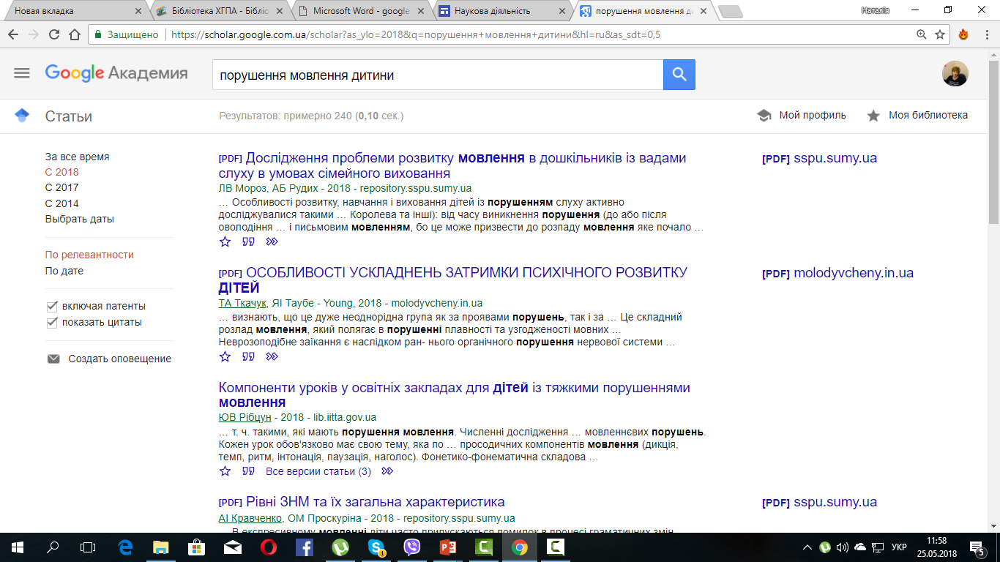 Новая вкладка
Бібліотека ХГПА - Бібліо
Microsoft Word - google
Наукова діяльність
порушення мовлення ди
Наталія
Защищено
https://scholar.google.com.ua/scholar?as_ylo=2018&q=порушення+мовлення+дитини&hl=ru&as_sdt=0,5
Google Академия
порушення мовлення дитини
Статьи
Результатов: примерно 240 (0,10 сек.)
Мой профиль
Моя библиотека
За все время
С 2018
С 2017
С 2014
Выбрать даты
По релевантности
По дате
включая патенты
показать цитаты
Создать оповещение
[PDF] Дослідження проблеми розвитку мовлення в дошкільників із вадами
слуху в умовах сімейного виховання
ЛВ Мороз, АБ Рудих - 2018 - repository.sspu.sumy.ua
… Особливості розвитку, навчання і виховання дітей із порушенням слуху активно
досліджувалися такими … Королева та інші): від часу виникнення порушення (до або після
оволодіння … і письмовим мовленням, бо це може призвести до розпаду мовлення яке почало …
[PDF] sspu.sumy.ua
[PDF] ОСОБЛИВОСТІ УСКЛАДНЕНЬ ЗАТРИМКИ ПСИХІЧНОГО РОЗВИТКУ
ДІТЕЙ
ТА Ткачук, ЯІ Таубе - Young, 2018 - molodyvcheny.in.ua
… визнають, що це дуже неоднорідна група як за проявами порушень, так і за … Це складний
розлад мовлення, який полягає в порушенні плавності та узгодженості мовних …
Неврозоподібне заїкання є наслідком ран- нього органічного порушення нервової системи …
[PDF] molodyvcheny.in.ua
Компоненти уроків у освітніх закладах для дітей із тяжкими порушеннями
мовлення
ЮВ Рібцун - 2018 - lib.iitta.gov.ua
… т. ч. такими, які мають порушення мовлення. Численні дослідження … мовленнєвих порушень.
Кожен урок обов'язково має свою тему, яка по … просодичних компонентів мовлення (дикція,
темп, ритм, інтонація, паузація, наголос). Фонетико-фонематична складова …
Все версии статьи (3)
[PDF] Рівні ЗНМ та їх загальна характеристика
АІ Кравченко, ОМ Проскуріна - 2018 - repository.sspu.sumy.ua
В експресивному мовленні діти часто припускаються помилок в процесі граматичних змін
[PDF] sspu.sumy.ua
1
УКР
11:58
25.05.2018
5